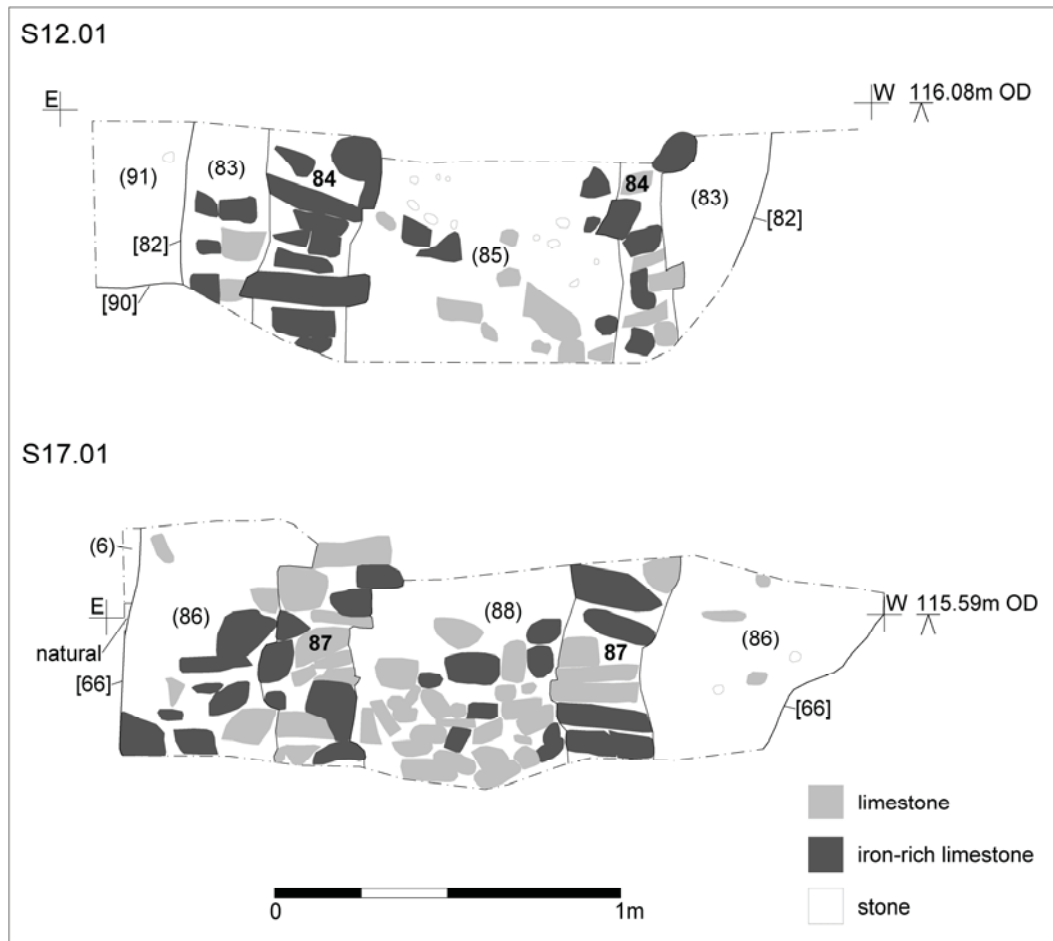 S12.01
E
W 116.08m OD
(91)
(83)
84
84
(83)
[82]
[82]
(85)
[90]
S17.01
(6)
E
(86)
(88)
W 115.59m OD
87
87
(86)
natural
[66]
[66]
limestone
iron-rich limestone
stone
0
1m